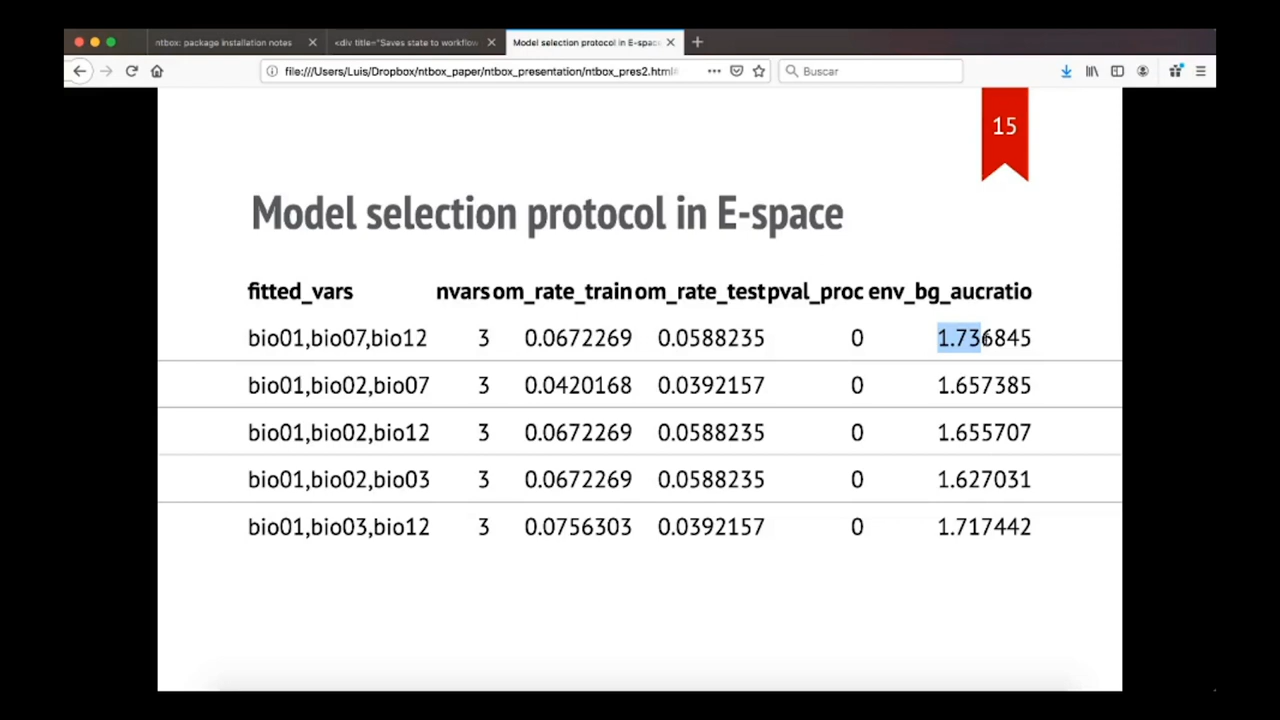 ntbox: package installation notes
<div title="Saves state to workflow
Model selection protocol in E-space
file:///Users/Luis/Dropbox/ntbox_paper/ntbox_presentation/ntbox_pres2.html#
Buscar
15
Model selection protocol in E-space
fitted_vars nvars om_rate_train om_rate_test pval_proc env_bg_aucratio
bio01,bio07,bio12 3 0.0672269 0.0588235 0 1.736845
bio01,bio02,bio07 3 0.0420168 0.0392157 0 1.657385
bio01,bio02,bio12 3 0.0672269 0.0588235 0 1.655707
bio01,bio02,bio03 3 0.0672269 0.0588235 0 1.627031
bio01,bio03,bio12 3 0.0756303 0.0392157 0 1.717442